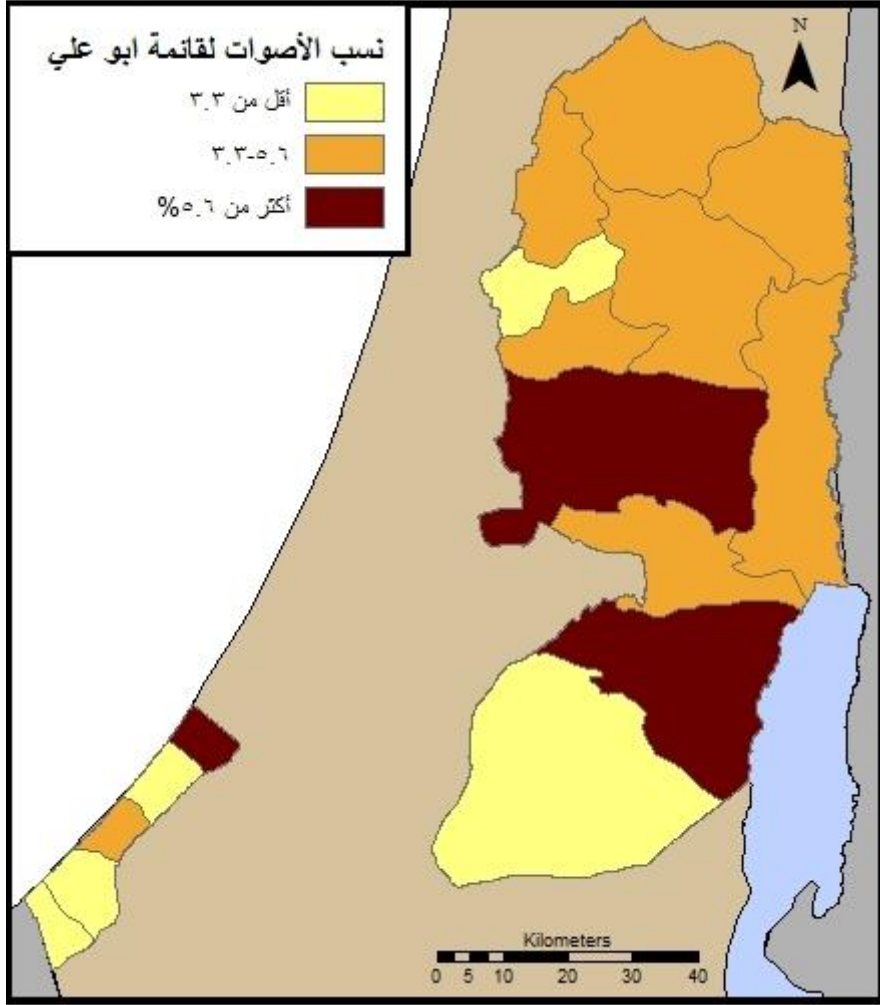 نسب الأصوات لقائمة ابو علي
أقل من ٣.٣
٣.٣-٥.٦
أكثر من ٥.٦%
N
Kilometers
0 5 10 20 30 40